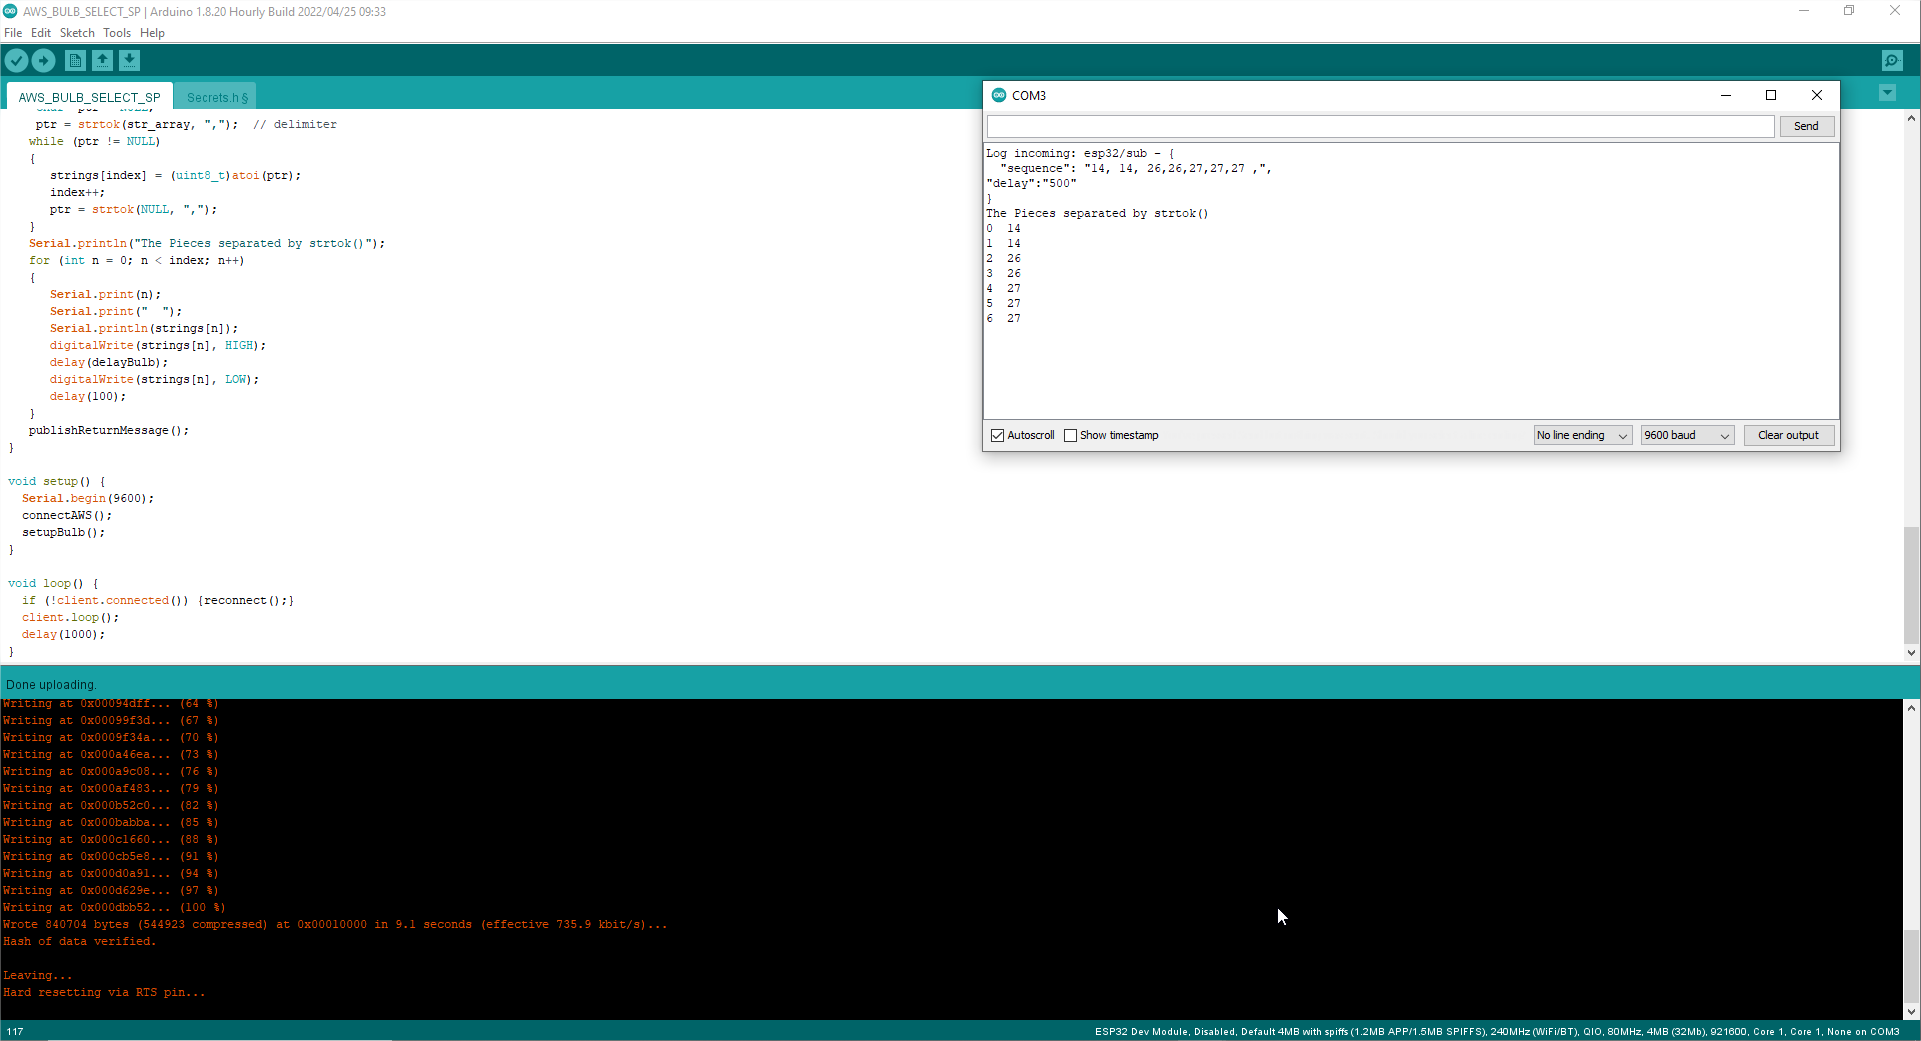 AWS_BULB_SELECT_SP | Arduino 1.8.20 Hourly Build 2022/04/25 09:33
File Edit Sketch Tools Help
AWS_BULB_SELECT_SP Secrets.h §
ptr = strtok(str_array, ",");  // delimiter
while (ptr != NULL)
{
strings[index] = (uint8_t)atoi(ptr);
index++;
ptr = strtok(NULL, ",");
}
Serial.println("The Pieces separated by strtok()");
for (int n = 0; n < index; n++)
{
Serial.print(n);
Serial.print("  ");
Serial.println(strings[n]);
digitalWrite(strings[n], HIGH);
delay(delayBulb);
digitalWrite(strings[n], LOW);
delay(100);
}
publishReturnMessage();
}
void setup() {
Serial.begin(9600);
connectAWS();
setupBulb();
}
void loop() {
if (!client.connected()) {reconnect();}
client.loop();
delay(1000);
}
COM3
Send
Log incoming: esp32/sub - {
"sequence": "14, 14, 26,26,27,27,27 ,",
"delay":"500"
}
The Pieces separated by strtok()
0  14
1  14
2  26
3  26
4  27
5  27
6  27
Autoscroll Show timestamp No line ending 9600 baud Clear output
Done uploading.
Writing at 0x00094dff... (64 %)
Writing at 0x00099f3d... (67 %)
Writing at 0x0009f34a... (70 %)
Writing at 0x000a46ea... (73 %)
Writing at 0x000a9c08... (76 %)
Writing at 0x000af483... (79 %)
Writing at 0x000b52c0... (82 %)
Writing at 0x000babba... (85 %)
Writing at 0x000c1660... (88 %)
Writing at 0x000cb5e8... (91 %)
Writing at 0x000d0a91... (94 %)
Writing at 0x000d629e... (97 %)
Writing at 0x000dbb52... (100 %)
Wrote 840704 bytes (544923 compressed) at 0x00010000 in 9.1 seconds (effective 735.9 kbit/s)...
Hash of data verified.
Leaving...
Hard resetting via RTS pin...
117 ESP32 Dev Module, Disabled, Default 4MB with spiffs (1.2MB APP/1.5MB SPIFFS), 240MHz (WiFi/BT), QIO, 80MHz, 4MB (32Mb), 921600, Core 1, Core 1, None on COM3